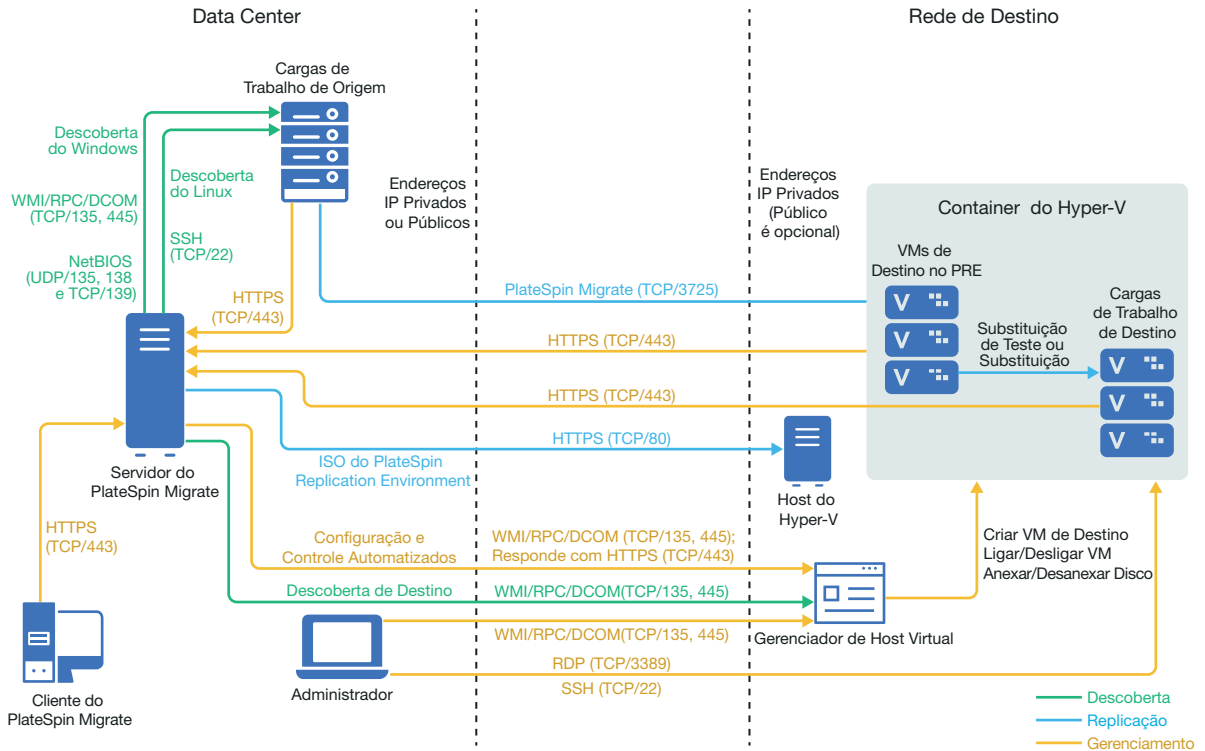 Data Center
Rede de Destino
Cargas de
Trabalho de Origem
Descoberta
do Windows
Descoberta
do Linux
WMI/RPC/DCOM
(TCP/135, 445)
SSH
(TCP/22)
NetBIOS
(UDP/135, 138
e TCP/139)
HTTPS
(TCP/443)
Endereços
IP Privados
ou Públicos
Endereços
IP Privados
(Público
é opcional)
Container do Hyper-V
VMs de
Destino no PRE
V
V
V
Cargas
de Trabalho
de Destino
V
V
V
Substituição
de Teste ou
Substituição
PlateSpin Migrate (TCP/3725)
HTTPS (TCP/443)
HTTPS (TCP/443)
HTTPS (TCP/80)
ISO do PlateSpin
Replication Environment
Servidor do
PlateSpin Migrate
Host do
Hyper-V
HTTPS
(TCP/443)
Configuração e
Controle Automatizados
WMI/RPC/DCOM (TCP/135, 445);
Responde com HTTPS (TCP/443)
Criar VM de Destino
Ligar/Desligar VM
Anexar/Desanexar Disco
Descoberta de Destino
WMI/RPC/DCOM(TCP/135, 445)
WMI/RPC/DCOM(TCP/135, 445)
Gerenciador de Host Virtual
RDP (TCP/3389)
SSH (TCP/22)
Administrador
Cliente do
PlateSpin Migrate
Descoberta
Replicação
Gerenciamento